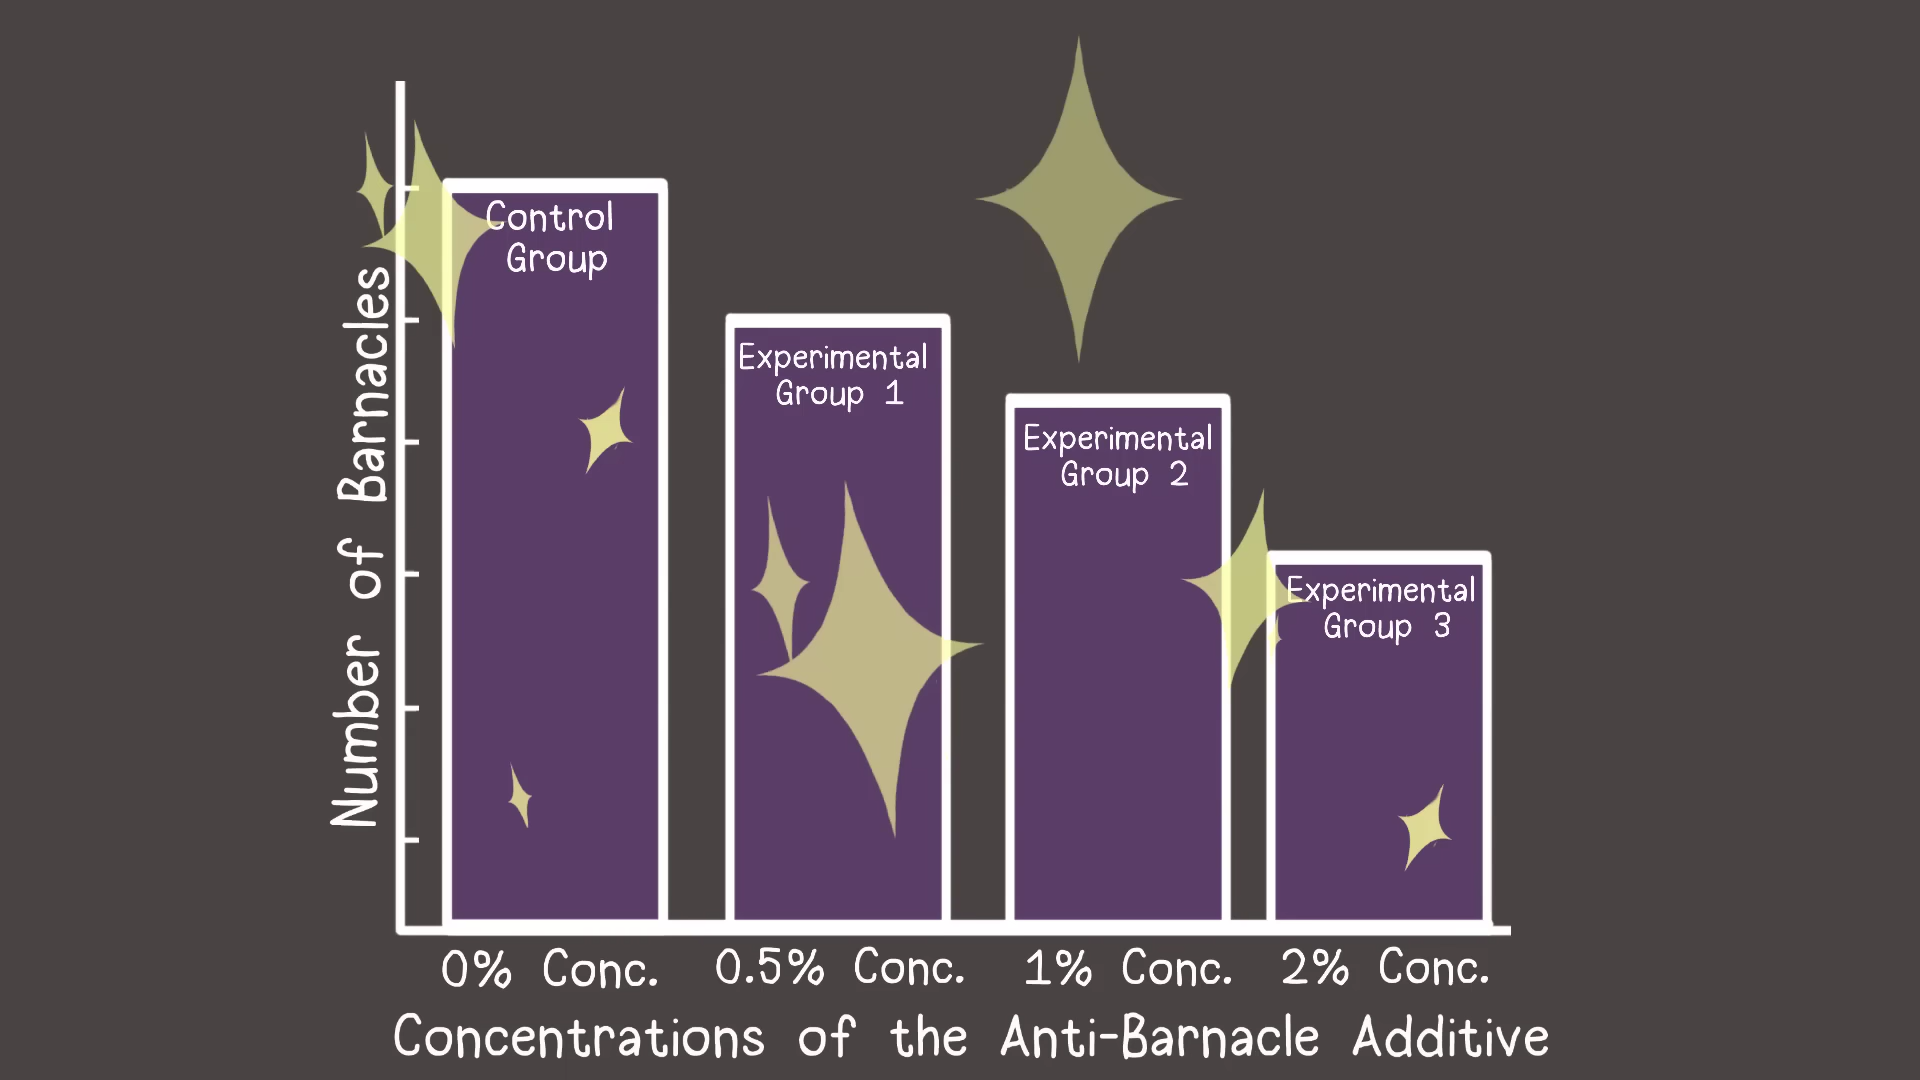 Number of Barnacles
Control
Group
Experimental
Group 1
Experimental
Group 2
Experimental
Group 3
0% Conc.
0.5% Conc.
1% Conc.
2% Conc.
Concentrations of the Anti-Barnacle Additive